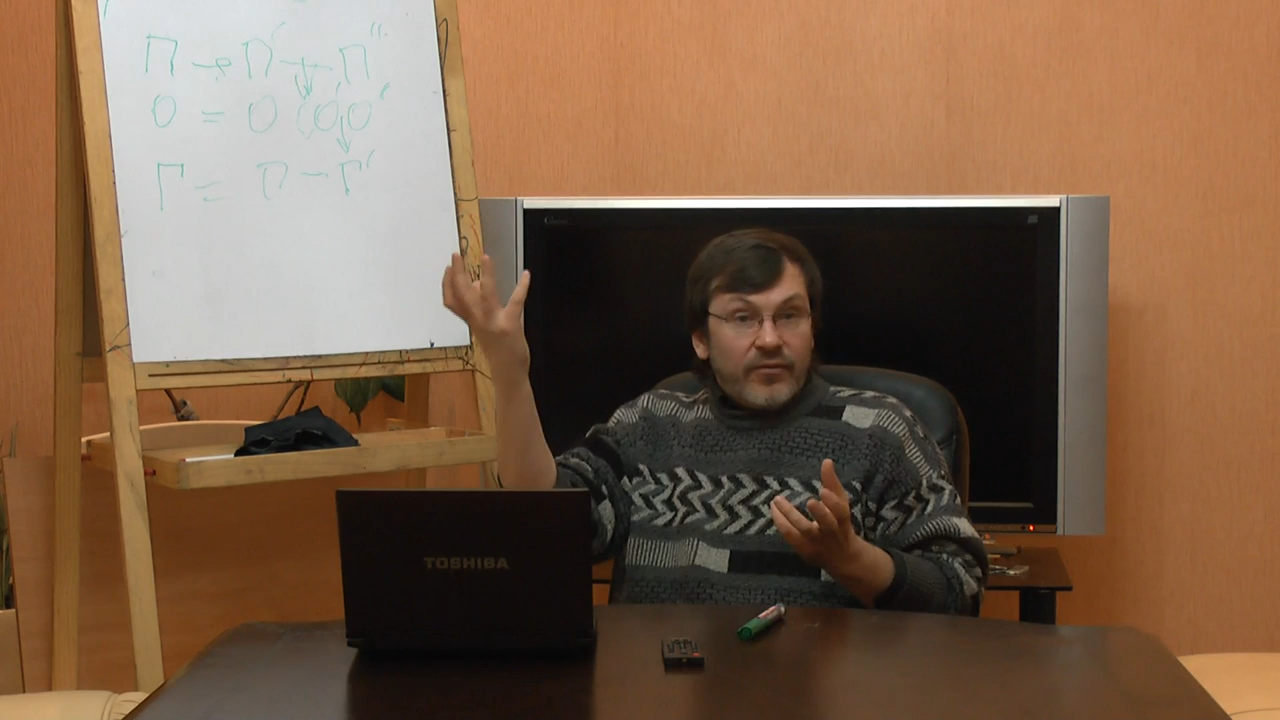 П → П' → П''
О = О (О' О''
Г = П – Г'
TOSHIBA